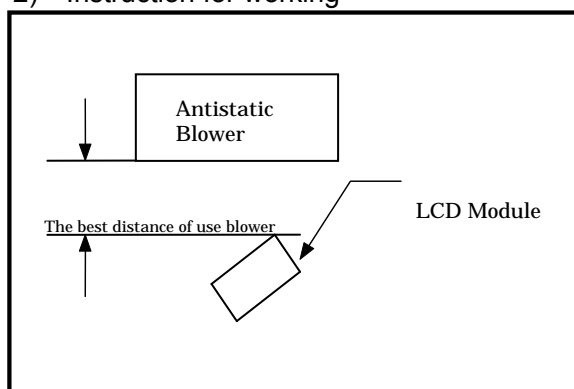 2) Instruction for working
Antistatic
Blower
The best distance of use blower
LCD Module